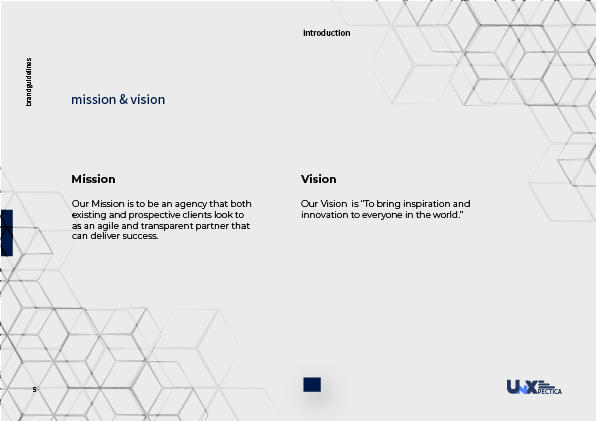 introduction
brandguidelines
mission & vision
Mission
Our Mission is to be an agency that both
existing and prospective clients look to
as an agile and transparent partner that
can deliver success.
Vision
Our Vision is “To bring inspiration and
innovation to everyone in the world.”
5
UNXPECTICA